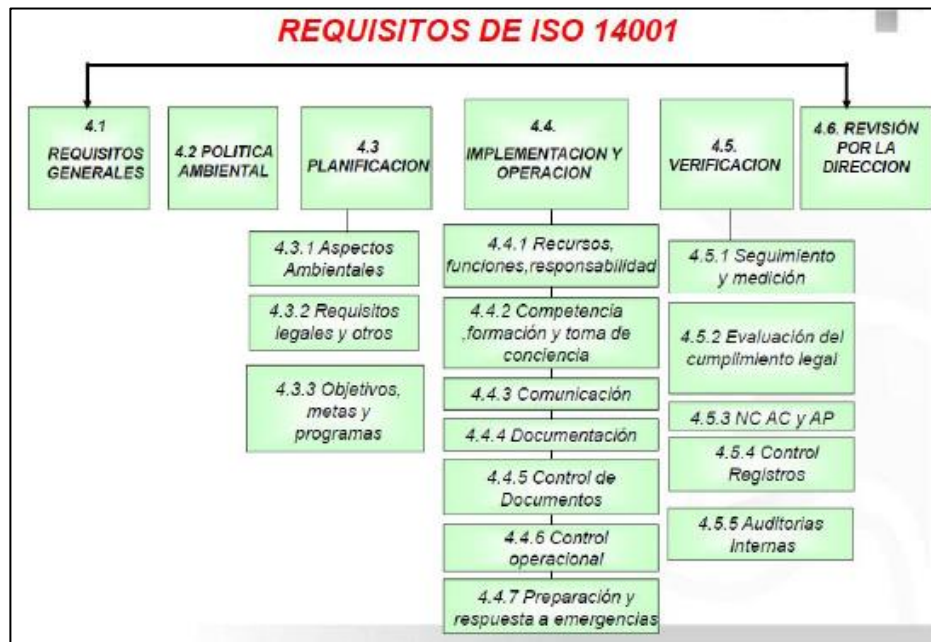 REQUISITOS DE ISO 14001
4.1
REQUISITOS
GENERALES
4.2 POLITICA
AMBIENTAL
4.3
PLANIFICACION
4.4.
IMPLEMENTACION Y
OPERACION
4.5.
VERIFICACION
4.6. REVISIÓN
POR LA
DIRECCION
4.3.1 Aspectos
Ambientales
4.3.2 Requisitos
legales y otros
4.3.3 Objetivos,
metas y
programas
4.4.1 Recursos,
funciones,responsabilidad
4.4.2 Competencia
,formación y toma de
conciencia
4.4.3 Comunicación
4.4.4 Documentación
4.4.5 Control de
Documentos
4.4.6 Control
operacional
4.4.7 Preparación y
respuesta a emergencias
4.5.1 Seguimiento
y medición
4.5.2 Evaluación del
cumplimiento legal
4.5.3 NC AC y AP
4.5.4 Control
Registros
4.5.5 Auditorias
Internas